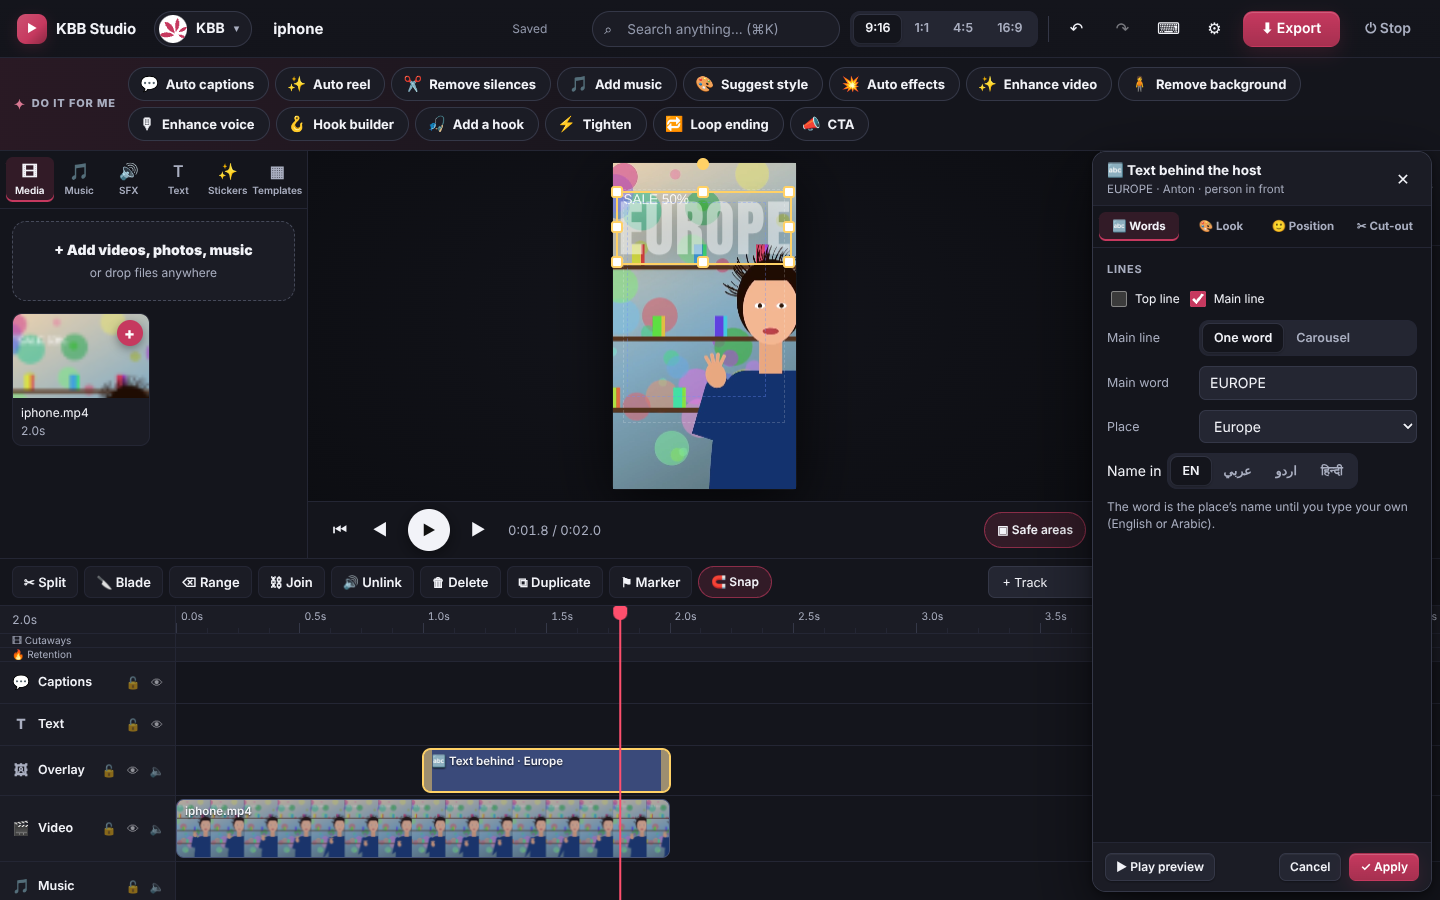 KBB Studio
KBB
iphone
Saved
Search anything... (⌘K)
9:16
1:1
4:5
16:9
Export
Stop
DO IT FOR ME
Auto captions
Auto reel
Remove silences
Add music
Suggest style
Auto effects
Enhance video
Remove background
Enhance voice
Hook builder
Add a hook
Tighten
Loop ending
CTA
Media
Music
SFX
Text
Stickers
Templates
+ Add videos, photos, music
or drop files anywhere
SALE 50%
iphone.mp4
2.0s
SALE 50%
EUROPE
0:01.8 / 0:02.0
Safe areas
Text behind the host
EUROPE · Anton · person in front
Words
Look
Position
Cut-out
LINES
Top line
Main line
Main line
One word
Carousel
Main word
EUROPE
Place
Europe
Name in
EN
عربي
اردو
हिन्दी
The word is the place’s name until you type your own
(English or Arabic).
Play preview
Cancel
Apply
Split
Blade
Range
Join
Unlink
Delete
Duplicate
Marker
Snap
+ Track
2.0s
0.0s
0.5s
1.0s
1.5s
2.0s
2.5s
3.0s
3.5s
Cutaways
Retention
Captions
Text
Overlay
Text behind · Europe
Video
iphone.mp4
Music